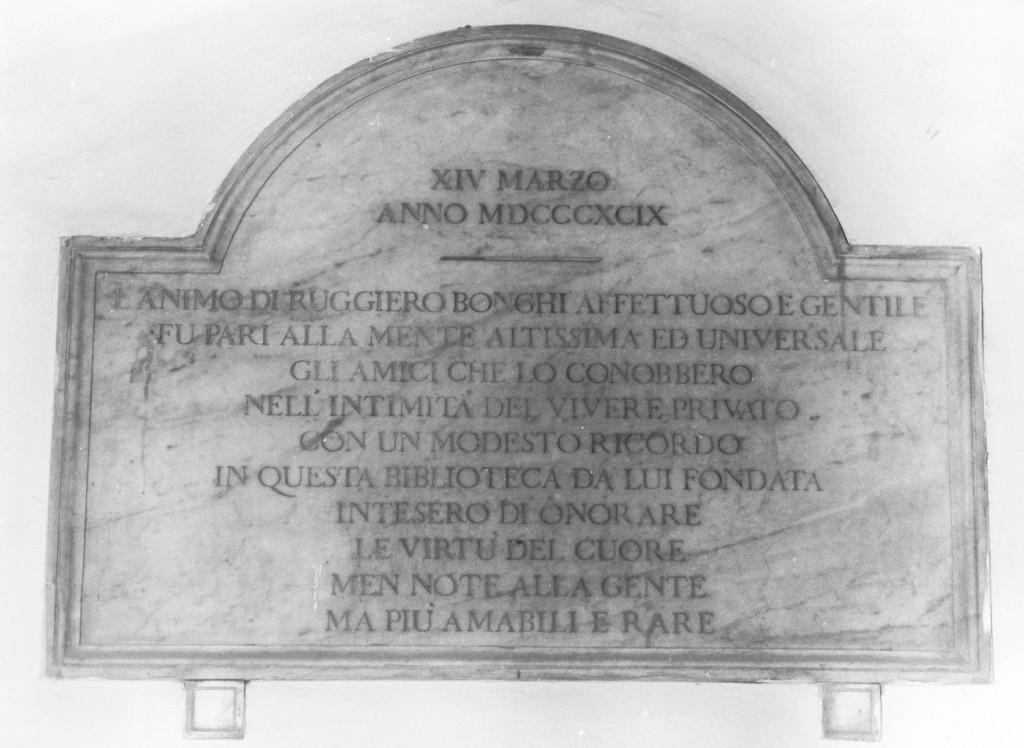 XIV MARZO
ANNO MDCCCXCIX
L'ANIMO DI RUGGIERO BONGHI AFFETTUOSO E GENTILE
FU PARI ALLA MENTE ALTISSIMA ED UNIVERSALE
GLI AMICI CHE LO CONOBBERO
NELL'INTIMITÀ DEL VIVERE PRIVATO
CON UN MODESTO RICORDO
IN QUESTA BIBLIOTECA DA LUI FONDATA
INTESERO DI ONORARE
LE VIRTÙ DEL CUORE
MEN NOTE ALLA GENTE
MA PIÙ AMABILI E RARE